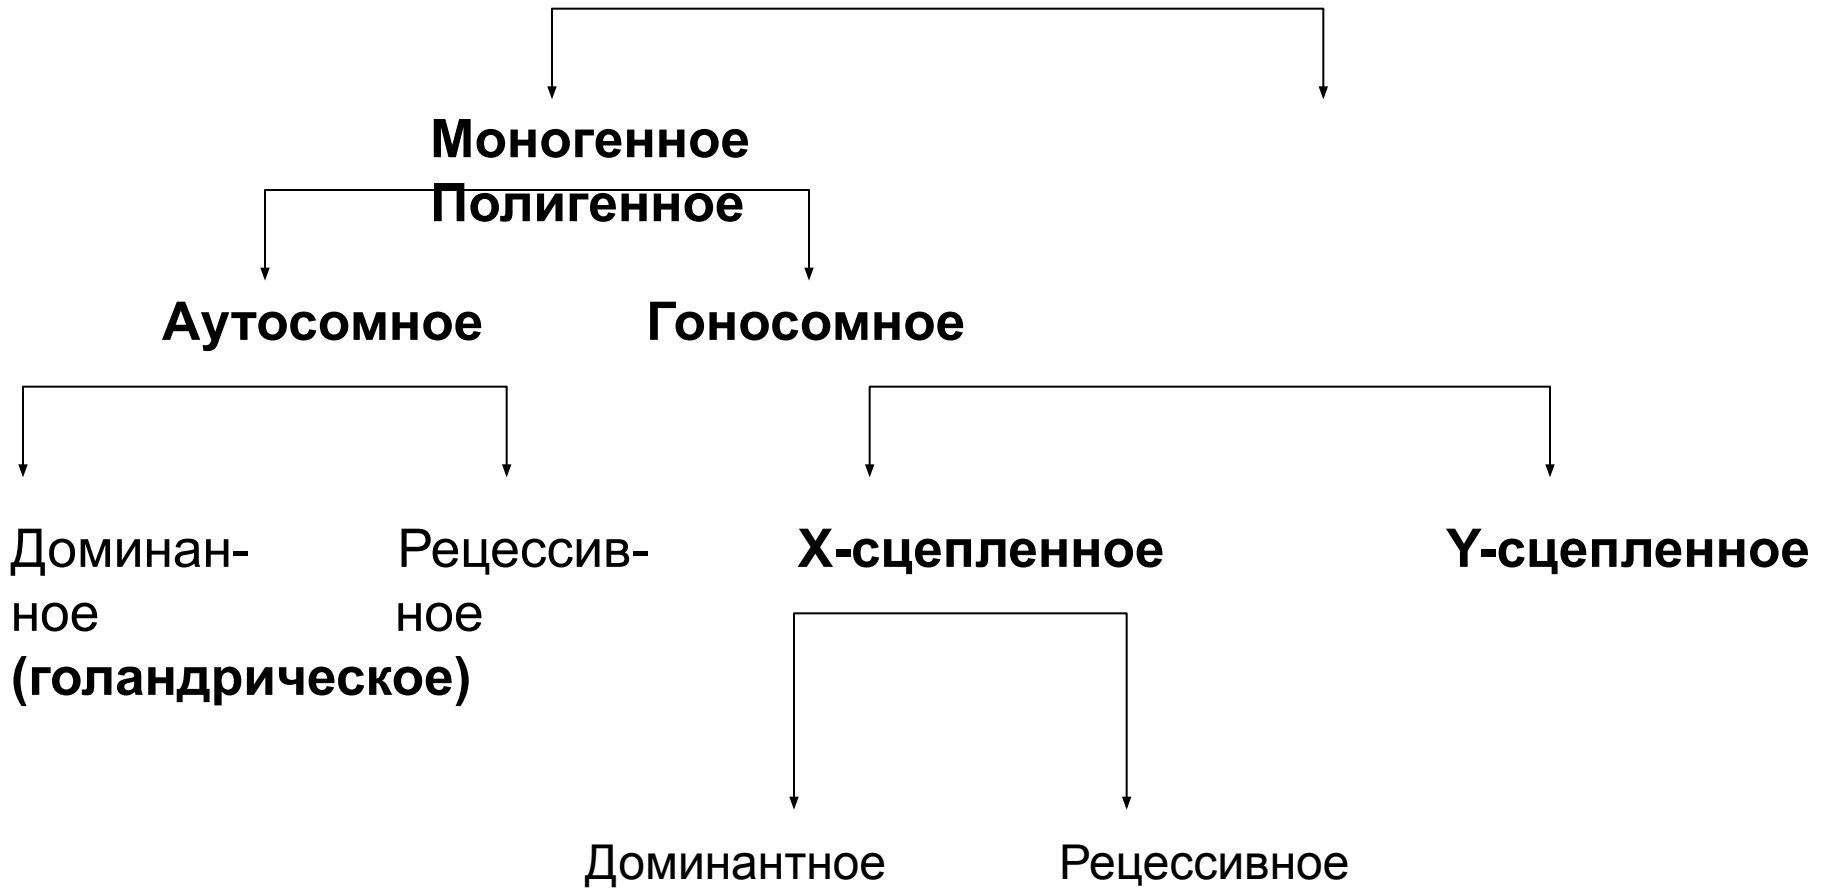 Моногенное
Полигенное
Аутосомное Гоносомное
Доминан- Рецессив- Х-сцепленное Y-сцепленное
ное ное
(голандрическое)
Доминантное Рецессивное